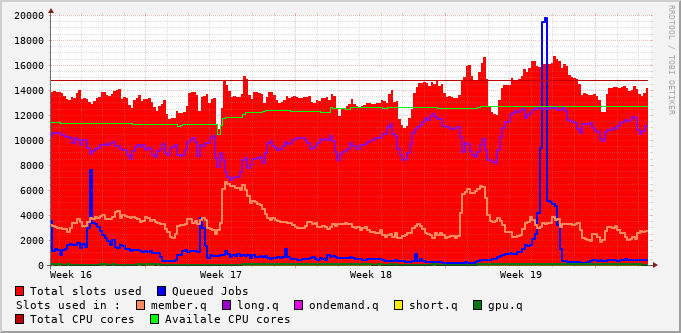 20000
18000
16000
14000
12000
10000
8000
6000
4000
2000
0
Week 16 Week 17 Week 18 Week 19
Total slots used Queued Jobs
Slots used in : member.q long.q ondemand.q short.q gpu.q
Total CPU cores Availale CPU cores
RRDTOOL / TOBI OETIKER